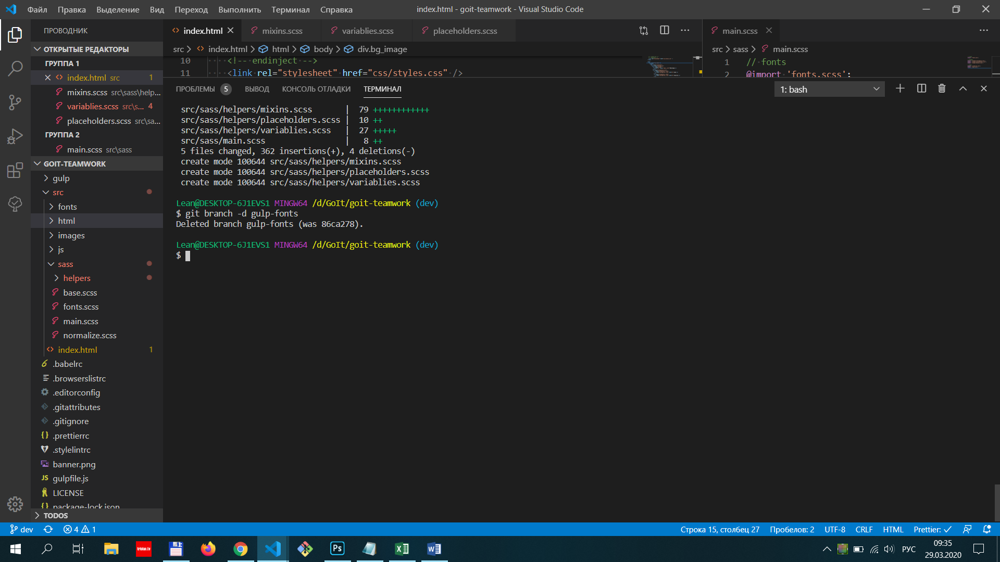 Файл Правка Выделение Вид Переход Выполнить Терминал Справка
index.html - goit-teamwork - Visual Studio Code
ПРОВОДНИК
ОТКРЫТЫЕ РЕДАКТОРЫ
ГРУППА 1
index.html src 1
mixins.scss src\sass\help...
variablies.scss src\s... 4
placeholders.scss src\sa...
ГРУППА 2
main.scss src\sass
GOIT-TEAMWORK
gulp
src
fonts
html
images
js
sass
helpers
base.scss
fonts.scss
main.scss
normalize.scss
index.html 1
.babelrc
.browserslistrc
.editorconfig
.gitattributes
.gitignore
.prettierrc
.stylelintrc
banner.png
gulpfile.js
LICENSE
package-lock.json
TODOS
index.html mixins.scss variablies.scss placeholders.scss
src > index.html > html > body > div.bg_image
10 <!-- endinject -->
11 <link rel="stylesheet" href="css/styles.css" />
main.scss
src > sass > main.scss
1 // fonts
2 @import 'fonts.scss';
ПРОБЛЕМЫ 5 ВЫВОД КОНСОЛЬ ОТЛАДКИ ТЕРМИНАЛ
1: bash
src/sass/helpers/mixins.scss | 79 ++++++++++++
src/sass/helpers/placeholders.scss | 10 ++
src/sass/helpers/variablies.scss | 27 +++++
src/sass/main.scss | 8 ++
5 files changed, 362 insertions(+), 4 deletions(-)
create mode 100644 src/sass/helpers/mixins.scss
create mode 100644 src/sass/helpers/placeholders.scss
create mode 100644 src/sass/helpers/variablies.scss
Lean@DESKTOP-6J1EVS1 MINGW64 /d/GoIt/goit-teamwork (dev)
$ git branch -d gulp-fonts
Deleted branch gulp-fonts (was 86ca278).
Lean@DESKTOP-6J1EVS1 MINGW64 /d/GoIt/goit-teamwork (dev)
$
dev 4 1
Строка 15, столбец 27 Пробелов: 2 UTF-8 CRLF HTML Prettier: ✓
tristan.tv
Ps
РУС
09:35
29.03.2020